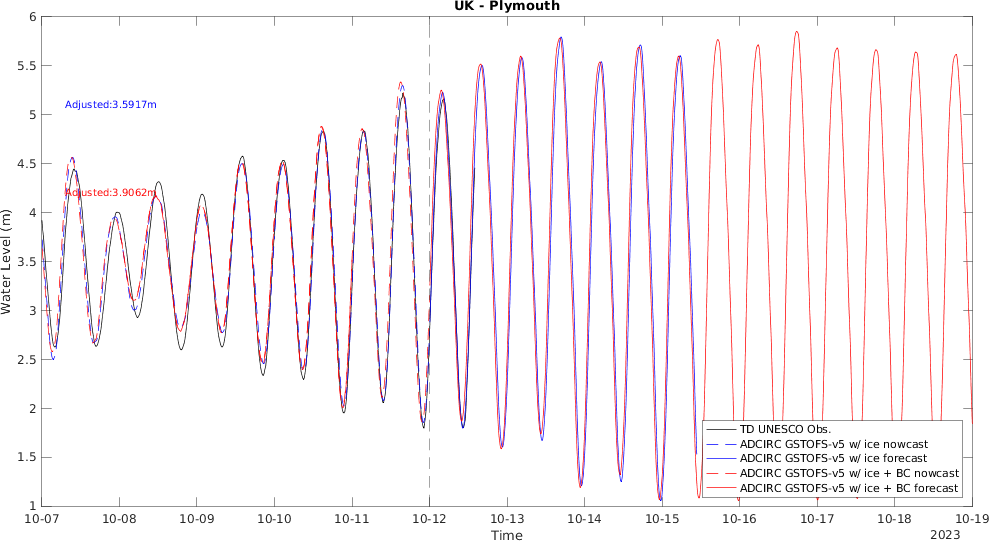 UK - Plymouth
6
5.5
5
4.5
4
3.5
3
2.5
2
1.5
1
Water Level (m)
Adjusted:3.5917m
Adjusted:3.9062m
TD UNESCO Obs.
ADCIRC GSTOFS-v5 w/ ice nowcast
ADCIRC GSTOFS-v5 w/ ice forecast
ADCIRC GSTOFS-v5 w/ ice + BC nowcast
ADCIRC GSTOFS-v5 w/ ice + BC forecast
10-07 10-08 10-09 10-10 10-11 10-12 10-13 10-14 10-15 10-16 10-17 10-18 10-19
Time
2023